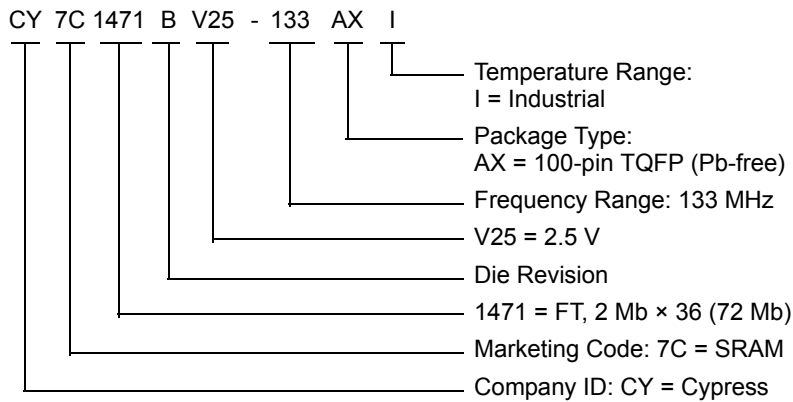 CY 7C 1471 B V25 - 133 AX I
Temperature Range:
I = Industrial
Package Type:
AX = 100-pin TQFP (Pb-free)
Frequency Range: 133 MHz
V25 = 2.5 V
Die Revision
1471 = FT, 2 Mb × 36 (72 Mb)
Marketing Code: 7C = SRAM
Company ID: CY = Cypress